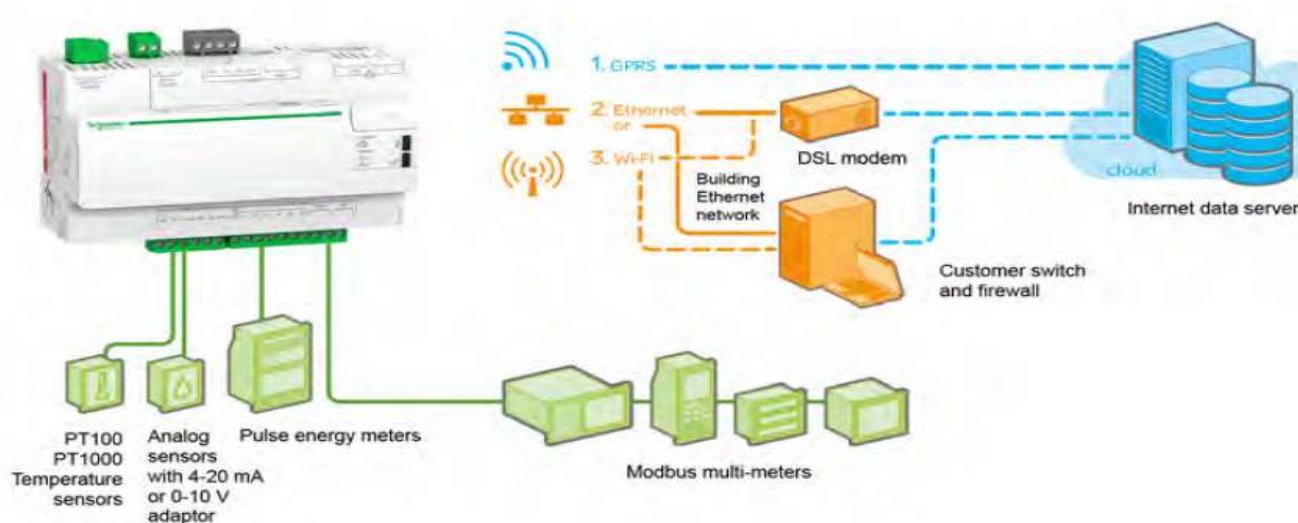 Schneider
1. GPRS
2. Ethernet
or
3. Wi-Fi
DSL modem
Building
Ethernet
network
cloud
Internet data server
Customer switch
and firewall
PT100
PT1000
Temperature
sensors
Analog
sensors
with 4-20 mA
or 0-10 V
adaptor
Pulse energy meters
Modbus multi-meters